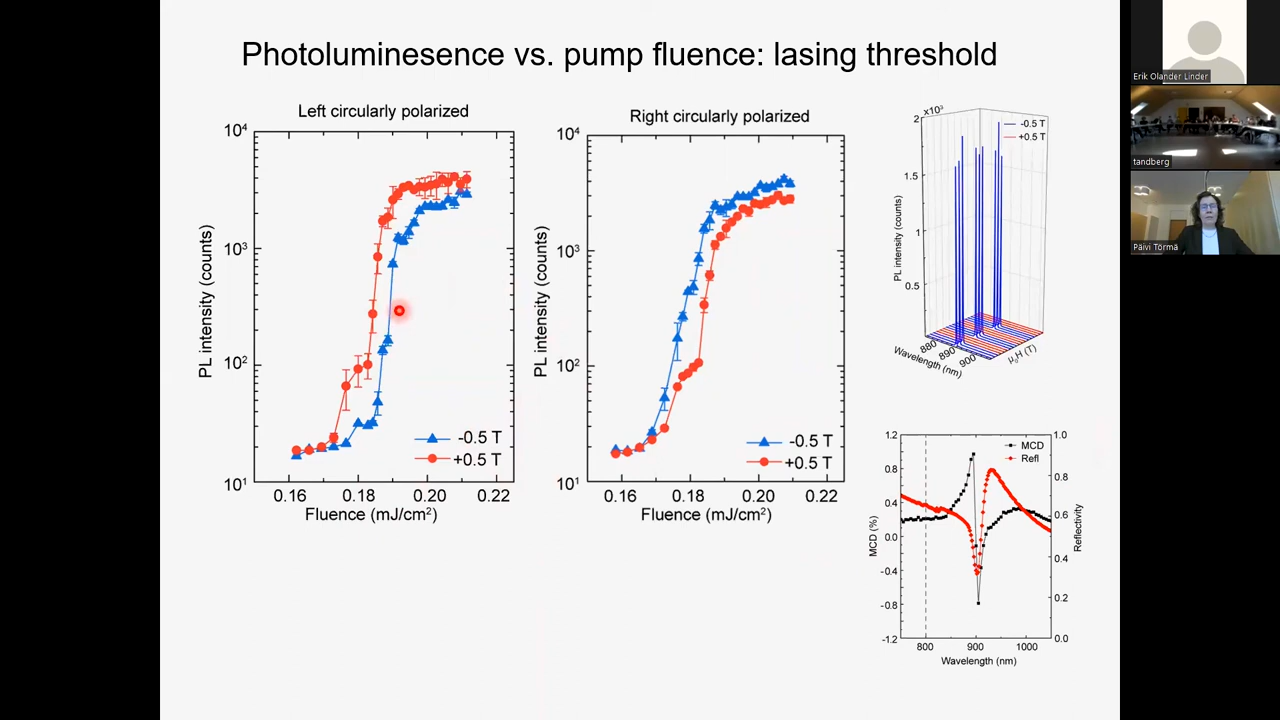 Photoluminesence vs. pump fluence: lasing threshold
Left circularly polarized
10⁴
10³
10²
10¹
PL intensity (counts)
-0.5 T
+0.5 T
0.16 0.18 0.20 0.22
Fluence (mJ/cm²)
Right circularly polarized
10⁴
10³
10²
10¹
PL intensity (counts)
-0.5 T
+0.5 T
0.16 0.18 0.20 0.22
Fluence (mJ/cm²)
x10³
2
1.5
1
0.5
PL intensity (counts)
-0.5 T
+0.5 T
880
890
900
Wavelength (nm)
μ₀H (T)
1.2
0.8
0.4
0.0
-0.4
-0.8
-1.2
MCD (%)
MCD
Refl
1.0
0.8
0.6
0.4
0.2
0.0
Reflectivity
800 900 1000
Wavelength (nm)
Erik Olander Linder
tandberg
Päivi Törmä